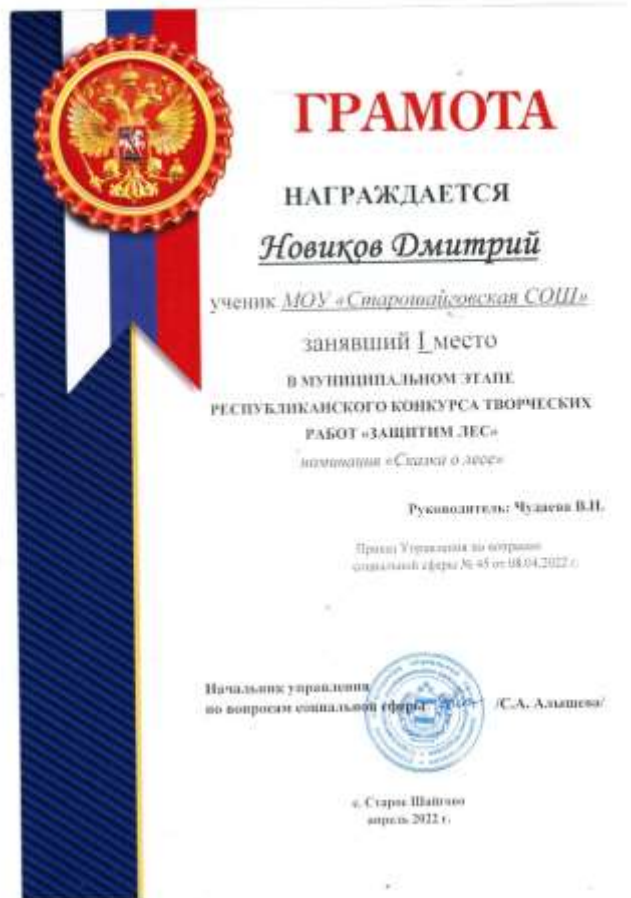 ГРАМОТА
НАГРАЖДАЕТСЯ
Новиков Дмитрий
ученик МОУ «Старошайговская СОШ»
занявший I место
В МУНИЦИПАЛЬНОМ ЭТАПЕ
РЕСПУБЛИКАНСКОГО КОНКУРСА ТВОРЧЕСКИХ
РАБОТ «ЗАЩИТИМ ЛЕС»
номинация «Сказка о лесе»
Руководитель: Чудаева В.Н.
Приказ Управления по вопросам
социальной сферы № 45 от 08.04.2022 г.
Начальник управления
по вопросам социальной сферы /С.А. Алышева/
с. Старое Шайгово
апрель 2022 г.